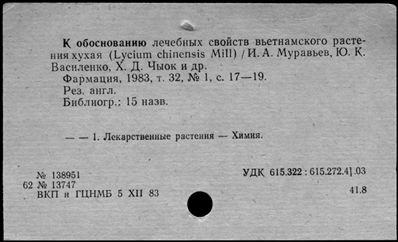 К обоснованию лечебных свойств вьетнамского расте-
ния хухая (Lycium chinensis Mill) / И. А. Муравьев, Ю. К.
Василенко, Х. Д. Чыок и др.
Фармация, 1983, т. 32, № 1, с. 17—19.
Рез. англ.
Библиогр.: 15 назв.
— — 1. Лекарственные растения — Химия.
№ 138951
УДК 615.322 : 615.272.4].03
62 № 13747
ВКП и ГЦНМБ 5 XII 83
41.8